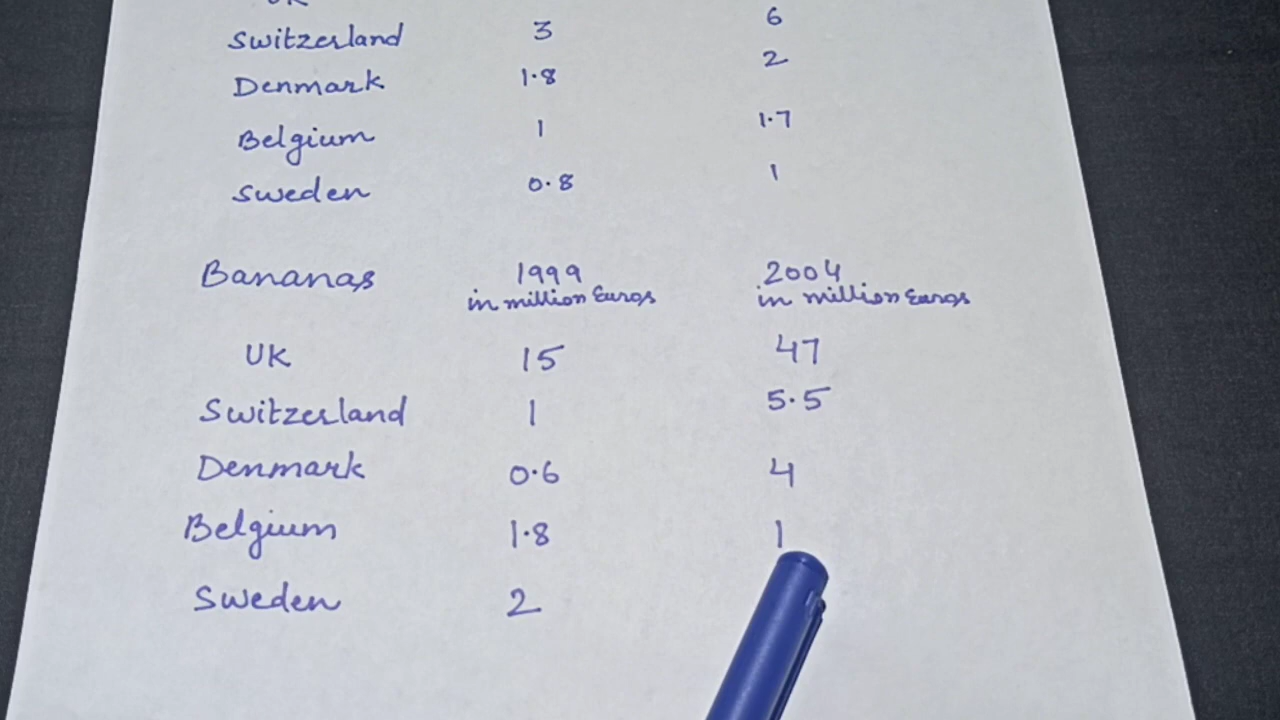 Switzerland 3 6
Denmark 1.8 2
Belgium 1 1.7
Sweden 0.8 1
Bananas 1999 2004
in million Euros in million Euros
UK 15 47
Switzerland 1 5.5
Denmark 0.6 4
Belgium 1.8 1
Sweden 2